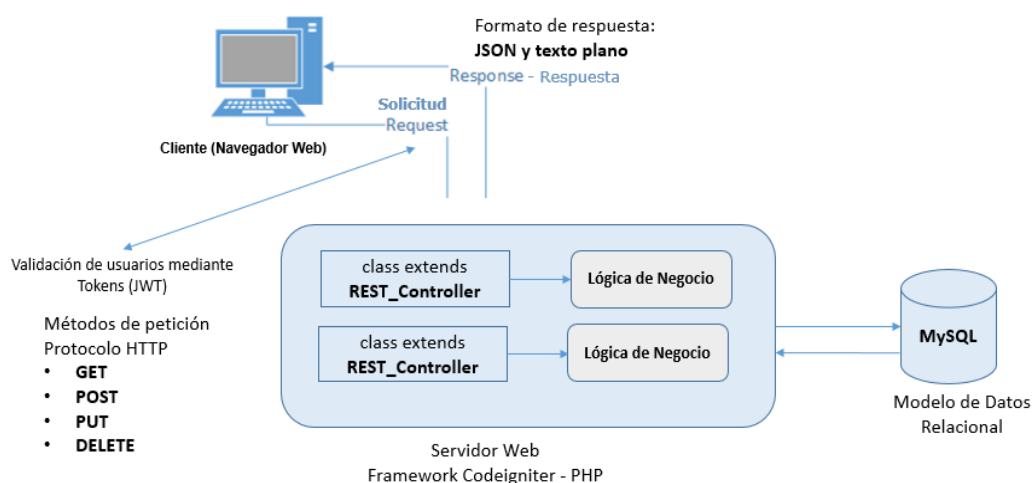 Formato de respuesta:
JSON y texto plano
Response - Respuesta
Solicitud
Request
Cliente (Navegador Web)
Validación de usuarios mediante
Tokens (JWT)
Métodos de petición
Protocolo HTTP
• GET
• POST
• PUT
• DELETE
class extends
REST_Controller
Lógica de Negocio
class extends
REST_Controller
Lógica de Negocio
MySQL
Modelo de Datos
Relacional
Servidor Web
Framework Codeigniter - PHP